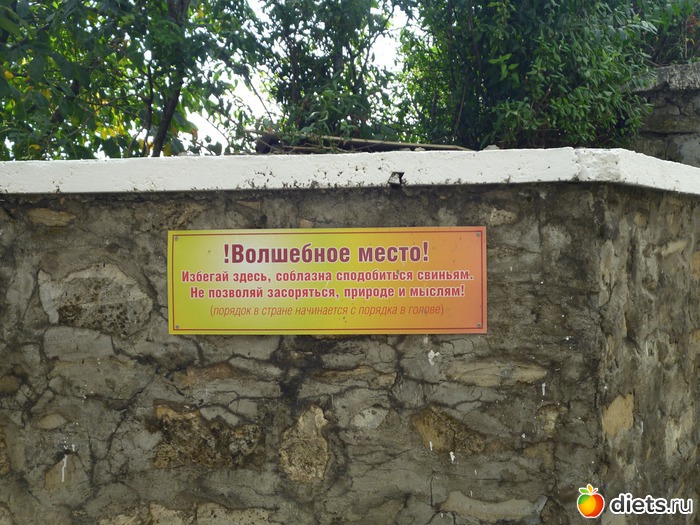 !Волшебное место!
Избегай здесь, соблазна сподобиться свиньям.
Не позволяй засоряться, природе и мыслям!
(порядок в стране начинается с порядка в голове)
diets.ru